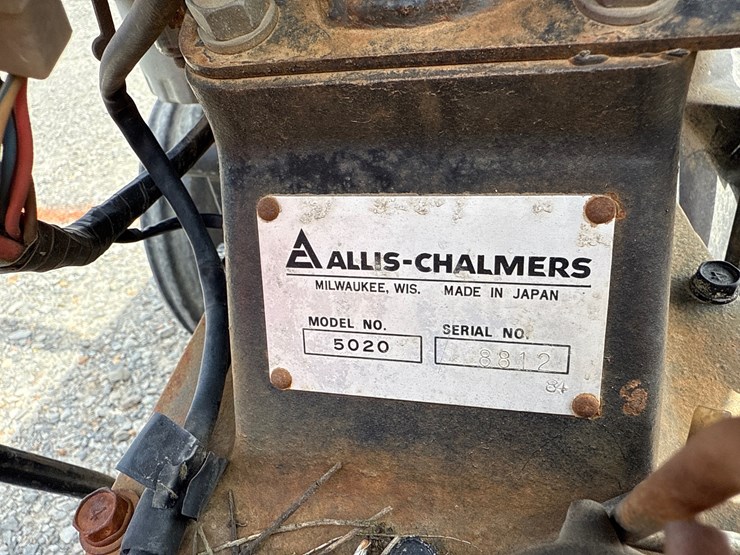 ALLIS-CHALMERS
MILWAUKEE, WIS. MADE IN JAPAN
MODEL NO. SERIAL NO.
5020 8812